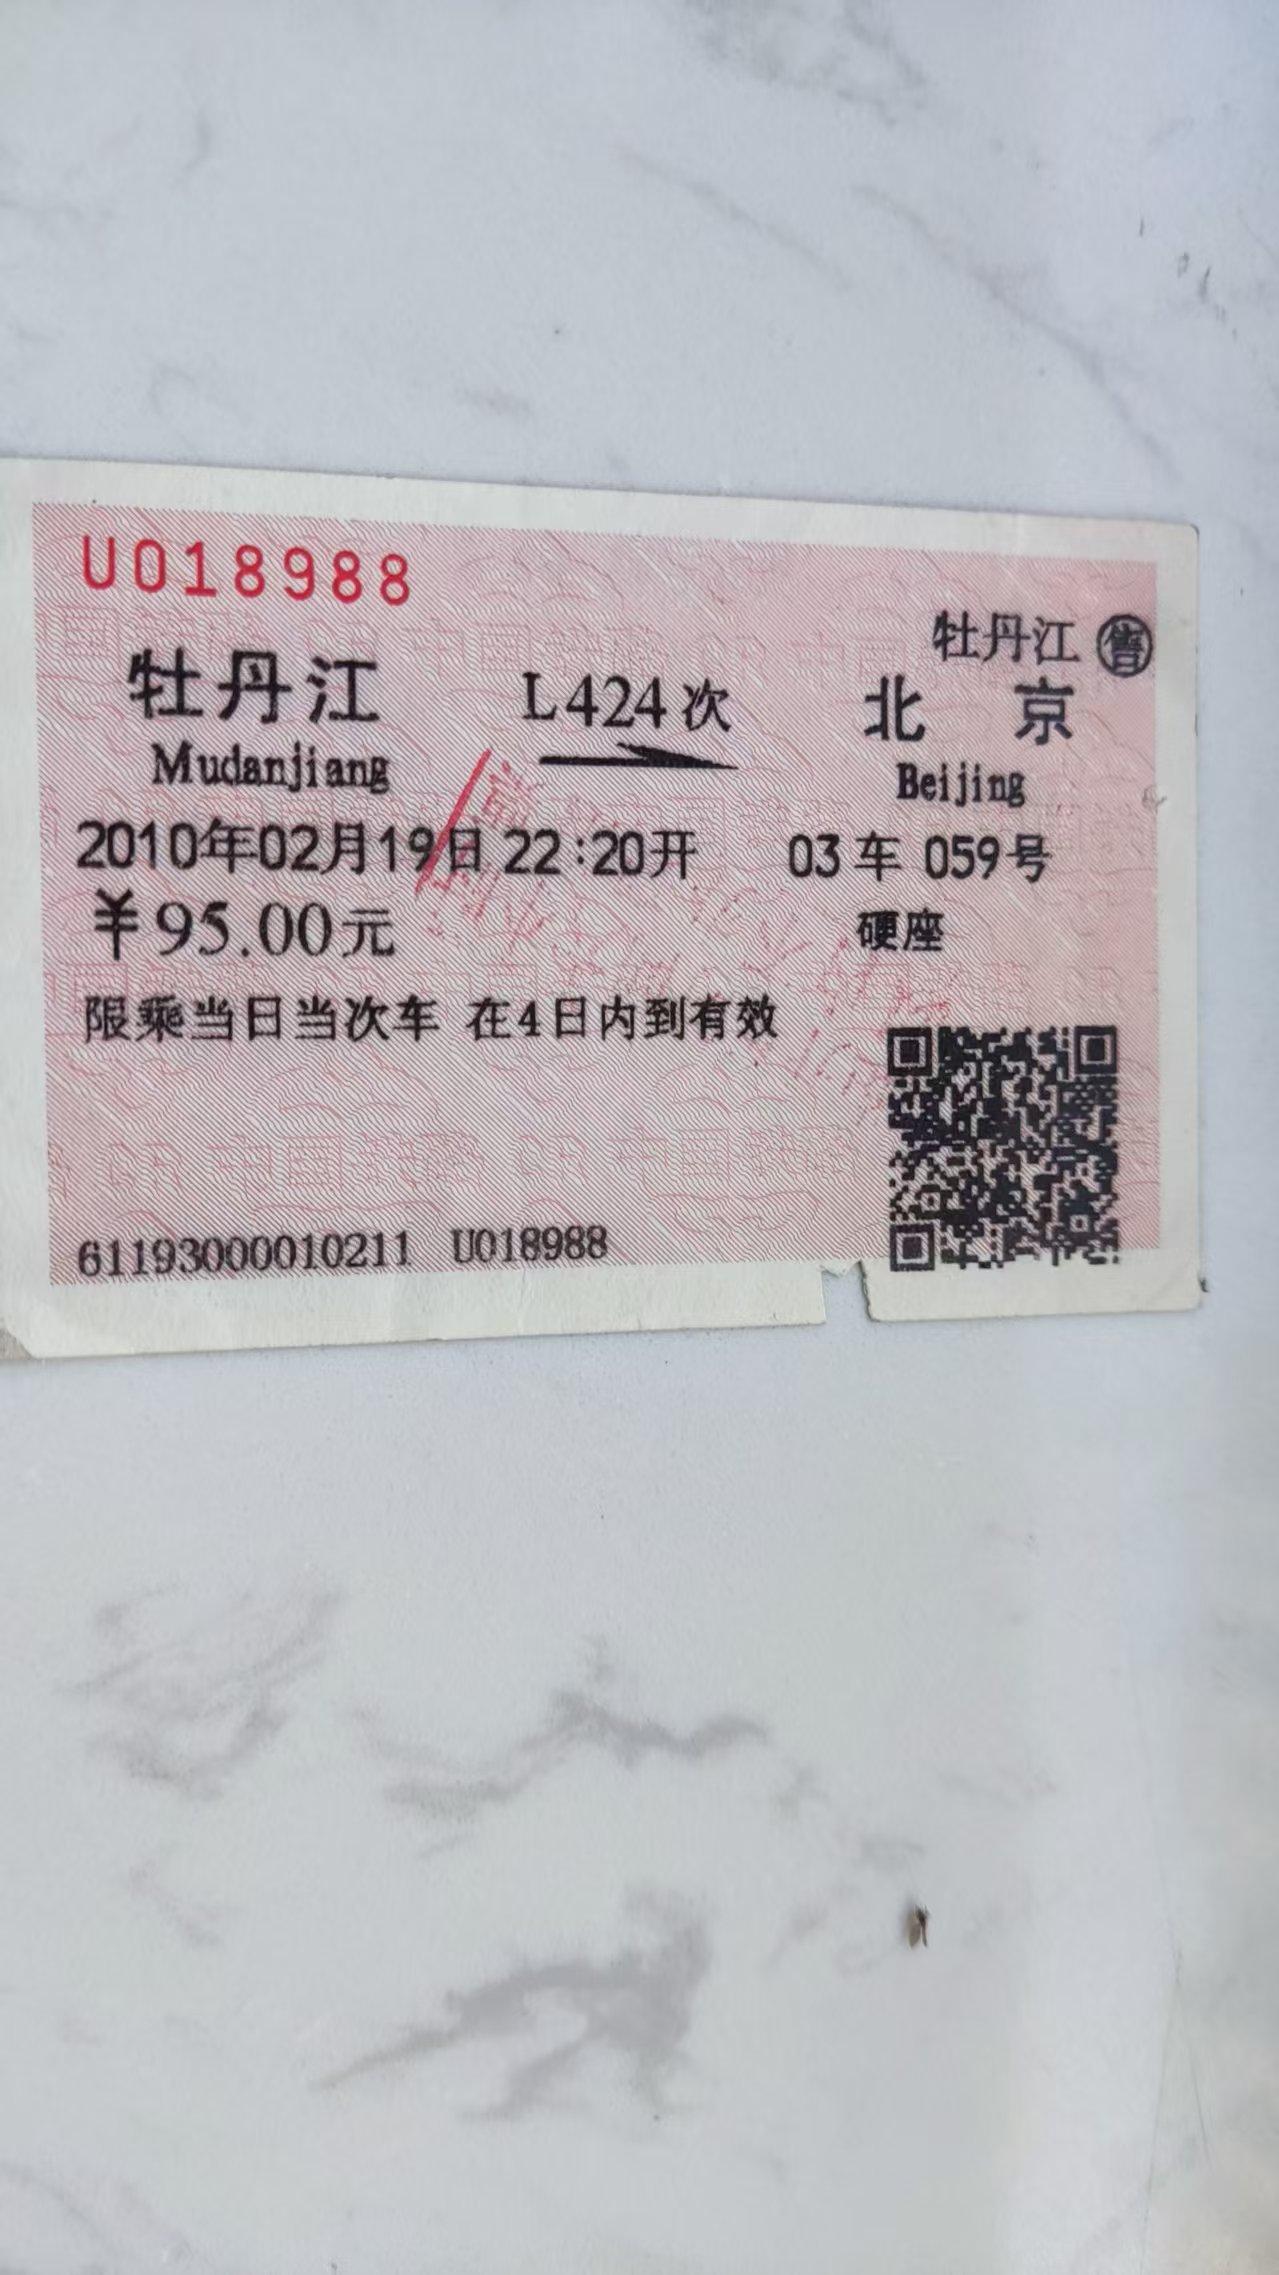 U018988
牡丹江 售
牡丹江 L424次 北京
Mudanjiang Beijing
2010年02月19日 22:20开 03车 059号
¥95.00元 硬座
限乘当日当次车 在4日内到有效
61193000010211 U018988